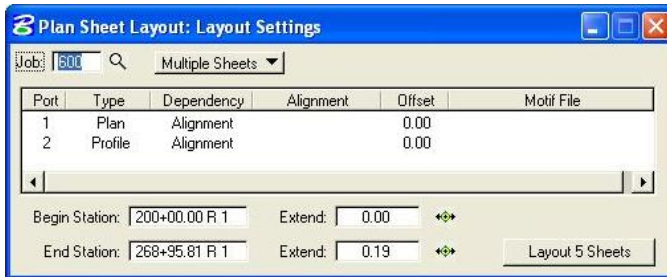 Plan Sheet Layout: Layout Settings
Job: 600 Multiple Sheets
Port Type Dependency Alignment Offset Motif File
1 Plan Alignment 0.00
2 Profile Alignment 0.00
Begin Station: 200+00.00 R 1 Extend: 0.00
End Station: 268+95.81 R 1 Extend: 0.19 Layout 5 Sheets